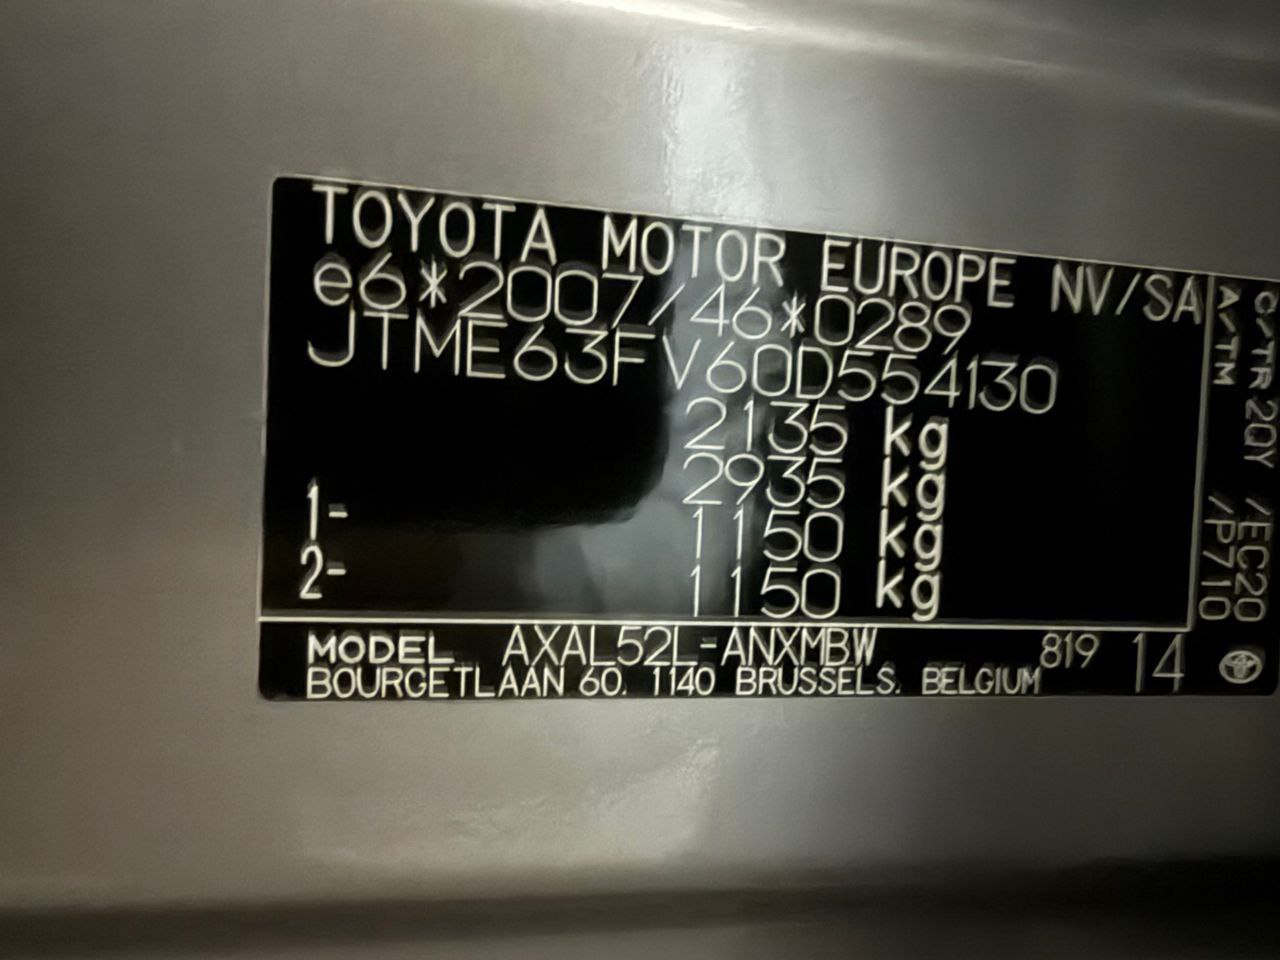 TOYOTA MOTOR EUROPE NV/SA
e6*2007/46*0289
JTME63FV60D554130
2135 kg
2935 kg
1- 1150 kg
2- 1150 kg
MODEL AXAL52L-ANXMBW 819 14
BOURGETLAAN 60. 1140 BRUSSELS. BELGIUM
C/TR 2QY /EC20
A/TM /P710